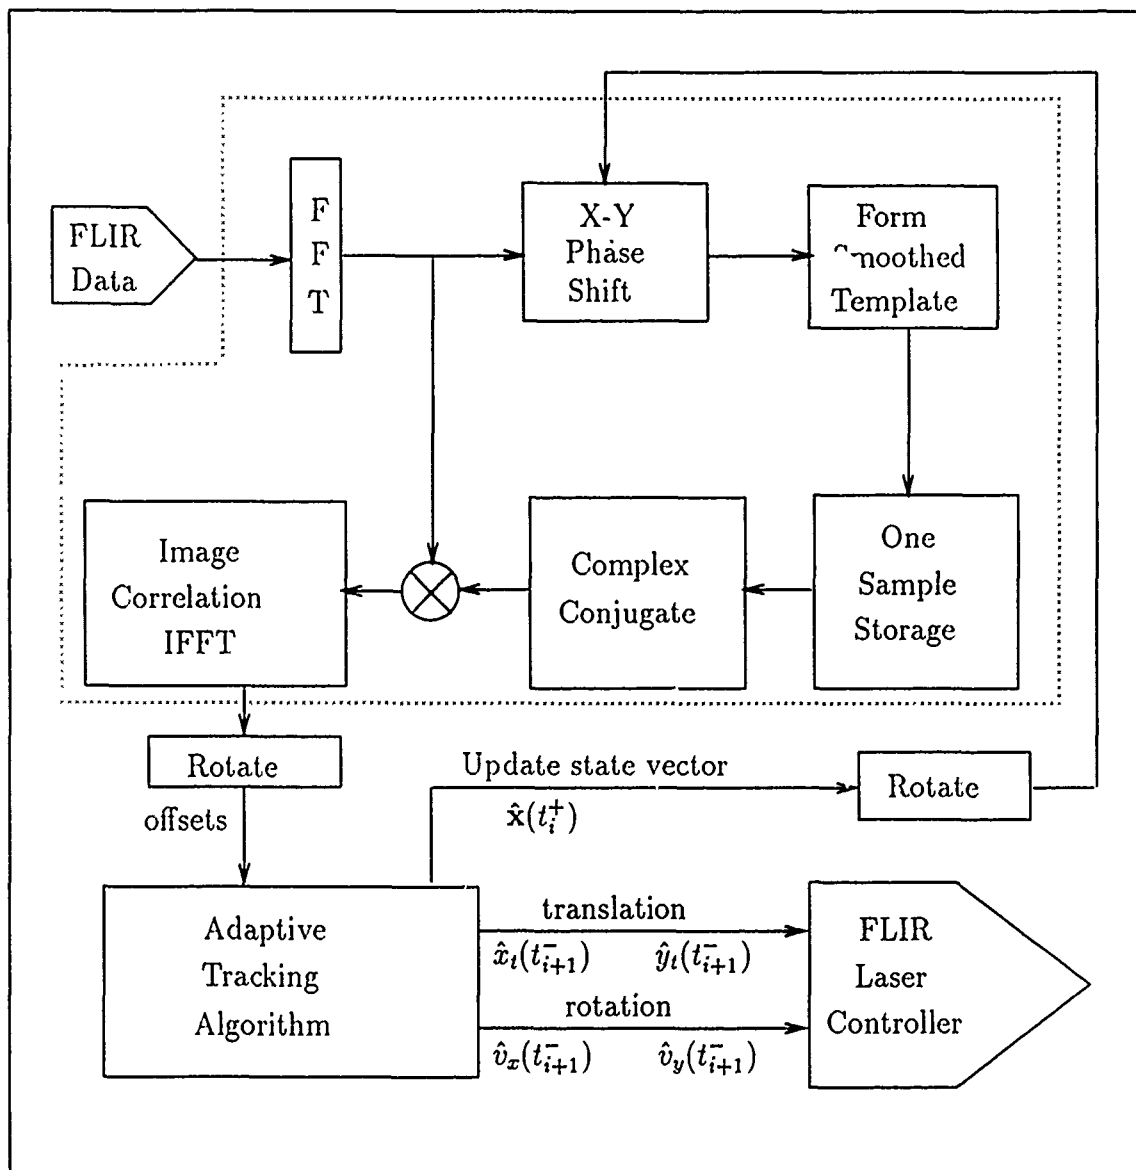 FLIR
Data
F
F
T
X-Y
Phase
Shift
Form
Smoothed
Template
Image
Correlation
IFFT
Complex
Conjugate
One
Sample
Storage
Rotate
offsets
Update state vector
x̂(t_i^+)
Rotate
Adaptive
Tracking
Algorithm
translation
x̂_t(t_{i+1}^-) ŷ_t(t_{i+1}^-)
rotation
v̂_x(t_{i+1}^-) v̂_y(t_{i+1}^-)
FLIR
Laser
Controller